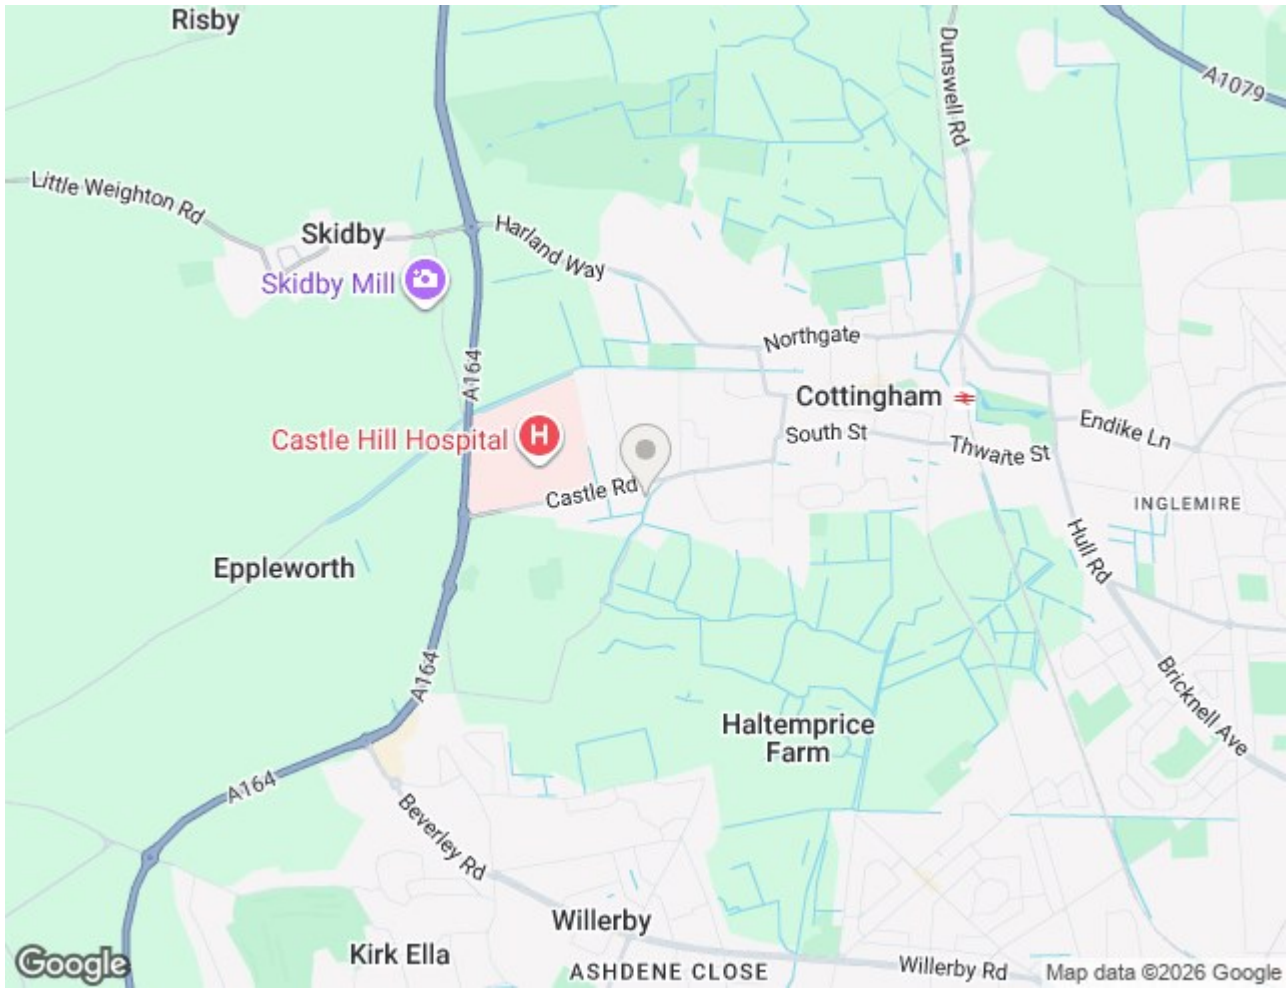 Risby
Dunswell Rd
A1079
Little Weighton Rd
Skidby
Harland Way
Skidby Mill
Northgate
A164
Cottingham
Castle Hill Hospital
H
South St
Endike Ln
Thwaite St
Castle Rd
INGLEMIRE
Hull Rd
Eppleworth
A164
Bricknell Ave
Haltemprice
Farm
A164
Beverley Rd
Willerby
Kirk Ella
ASHDENE CLOSE
Willerby Rd
Google
Map data ©2026 Google